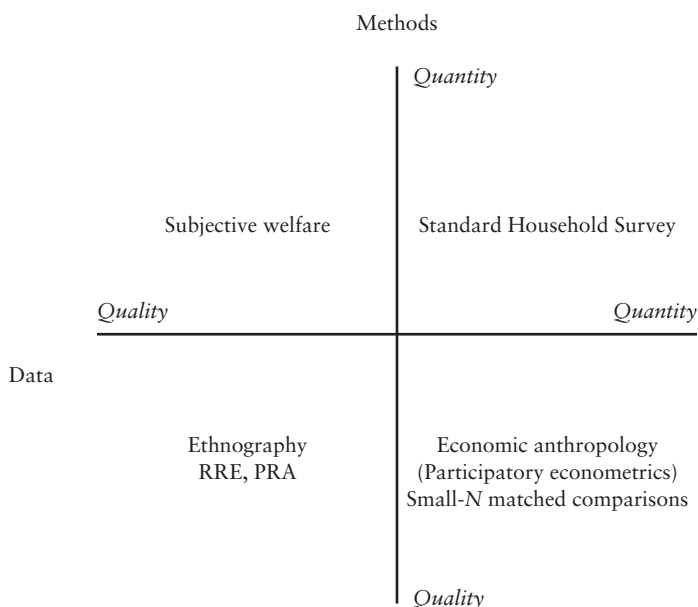 Methods
Quantity
Subjective welfare
Standard Household Survey
Quality
Quantity
Data
Ethnography
RRE, PRA
Economic anthropology
(Participatory econometrics)
Small-N matched comparisons
Quality